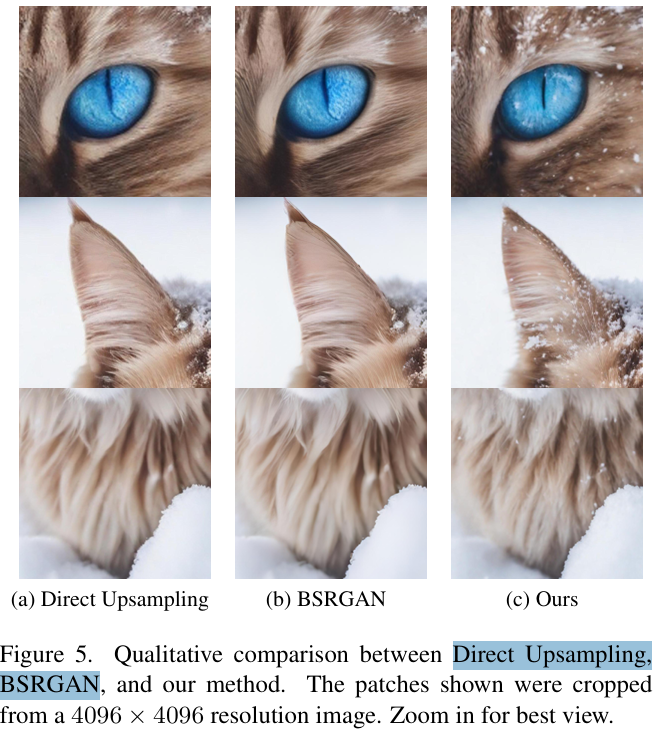 (a) Direct Upsampling
(b) BSRGAN
(c) Ours
Figure 5. Qualitative comparison between Direct Upsampling,
BSRGAN, and our method. The patches shown were cropped
from a 4096 × 4096 resolution image. Zoom in for best view.